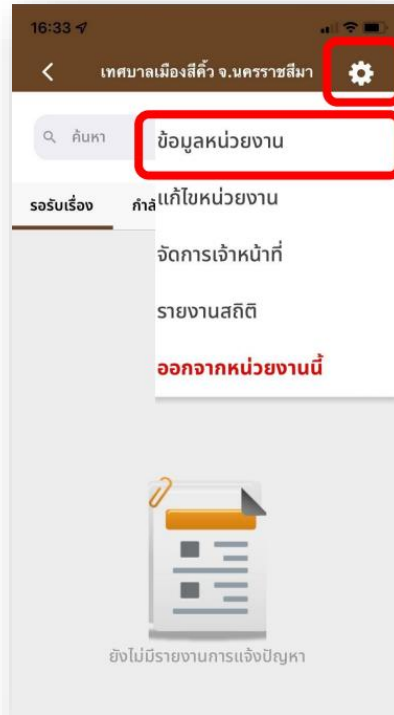 16:33
เทศบาลเมืองสีคิ้ว จ.นครราชสีมา
ค้นหา
ข้อมูลหน่วยงาน
รอรับเรื่อง
แก้ไขหน่วยงาน
จัดการเจ้าหน้าที่
รายงานสถิติ
ออกจากหน่วยงานนี้
ยังไม่มีรายงานการแจ้งปัญหา